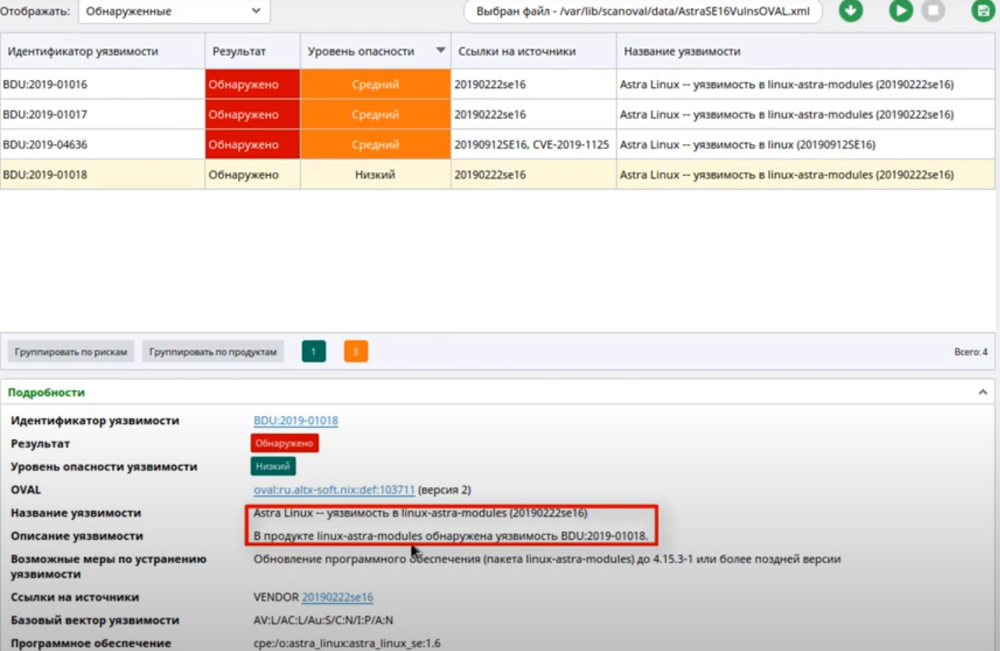 Отображать: Обнаруженные Выбран файл - /var/lib/scanoval/data/AstraSE16VulnsOVAL.xml
Идентификатор уязвимости Результат Уровень опасности Ссылки на источники Название уязвимости
BDU:2019-01016 Обнаружено Средний 20190222se16 Astra Linux -- уязвимость в linux-astra-modules (20190222se16)
BDU:2019-01017 Обнаружено Средний 20190222se16 Astra Linux -- уязвимость в linux-astra-modules (20190222se16)
BDU:2019-04636 Обнаружено Средний 20190912SE16, CVE-2019-1125 Astra Linux -- уязвимость в linux (20190912SE16)
BDU:2019-01018 Обнаружено Низкий 20190222se16 Astra Linux -- уязвимость в linux-astra-modules (20190222se16)
Группировать по рискам Группировать по продуктам 1 3 Всего: 4
Подробности
Идентификатор уязвимости BDU:2019-01018
Результат Обнаружено
Уровень опасности уязвимости Низкий
OVAL oval:ru.altx-soft.nix:def:103711 (версия 2)
Название уязвимости Astra Linux -- уязвимость в linux-astra-modules (20190222se16)
Описание уязвимости В продукте linux-astra-modules обнаружена уязвимость BDU:2019-01018.
Возможные меры по устранению Обновление программного обеспечения (пакета linux-astra-modules) до 4.15.3-1 или более поздней версии
уязвимости
Ссылки на источники VENDOR 20190222se16
Базовый вектор уязвимости AV:L/AC:L/Au:S/C:N/I:P/A:N
Программное обеспечение cpe:/o:astra_linux:astra_linux_se:1.6